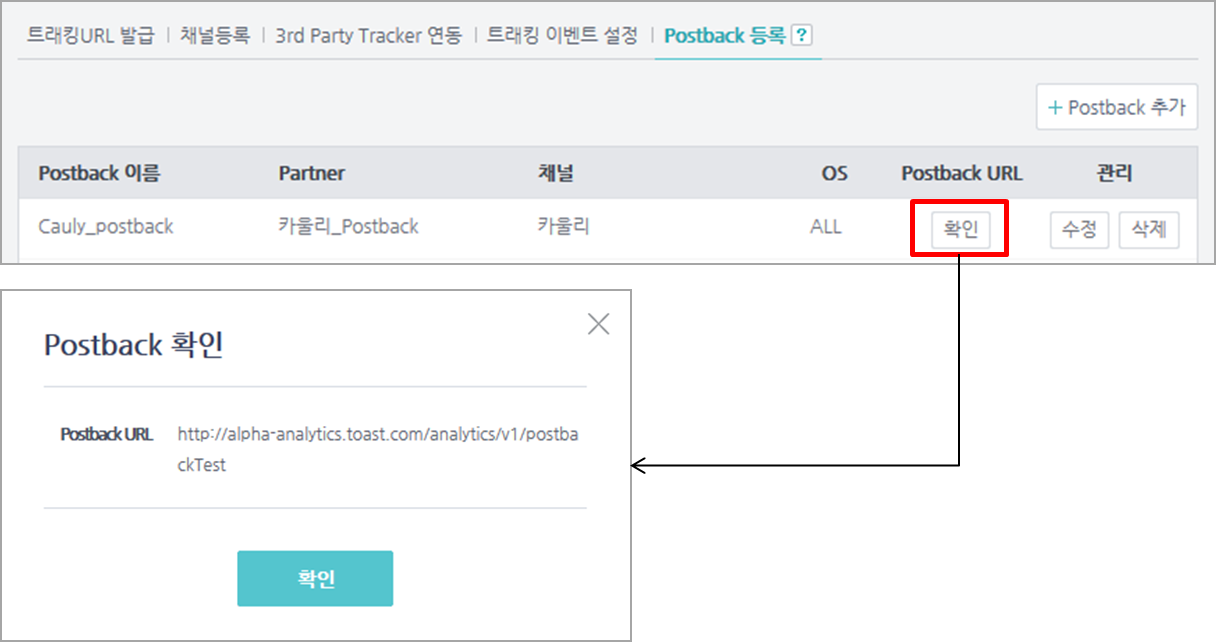 트래킹URL 발급 | 채널등록 | 3rd Party Tracker 연동 | 트래킹 이벤트 설정 | Postback 등록 ?
+ Postback 추가
Postback 이름 Partner 채널 OS Postback URL 관리
Cauly_postback 카울리_Postback 카울리 ALL 확인 수정 삭제
Postback 확인
Postback URL http://alpha-analytics.toast.com/analytics/v1/postba
ckTest
확인